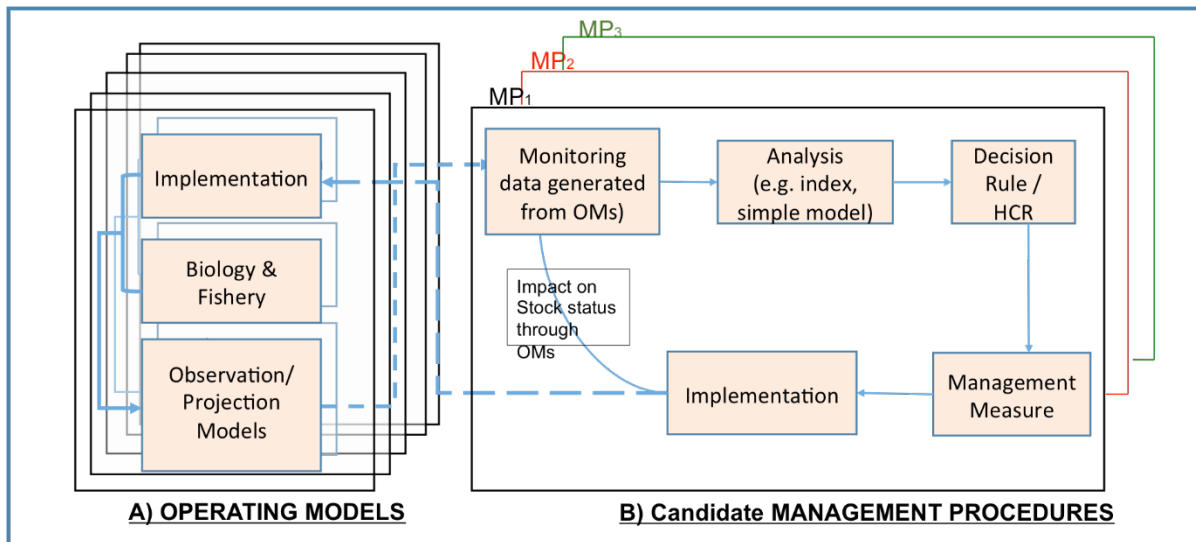 MP3
MP2
MP1
Implementation
Biology &
Fishery
Observation/
Projection
Models
A) OPERATING MODELS
Monitoring
data generated
from OMs)
Analysis
(e.g. index,
simple model)
Decision
Rule /
HCR
Impact on
Stock status
through
OMs
Implementation
Management
Measure
B) Candidate MANAGEMENT PROCEDURES